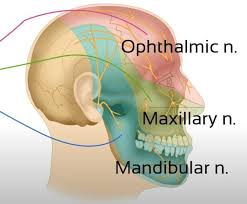 Ophthalmic n.
Maxillary n.
Mandibular n.